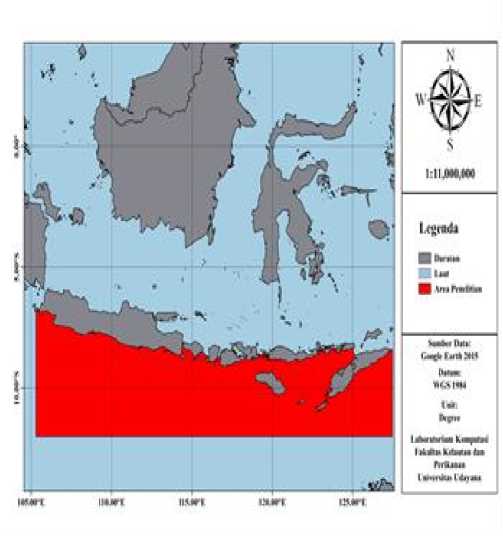 N
W E
S
1:11,000,000
Legenda
Daratan
Laut
Area Penelitian
Sumber Data:
Google Earth 2015
Datum:
WGS 1984
Unit:
Degree
Laboratorium Komputasi
Fakultas Kelautan dan
Perikanan
Universitas Udayana
0.00°
5.00°S
10.00°S
105.00°E 110.00°E 115.00°E 120.00°E 125.00°E